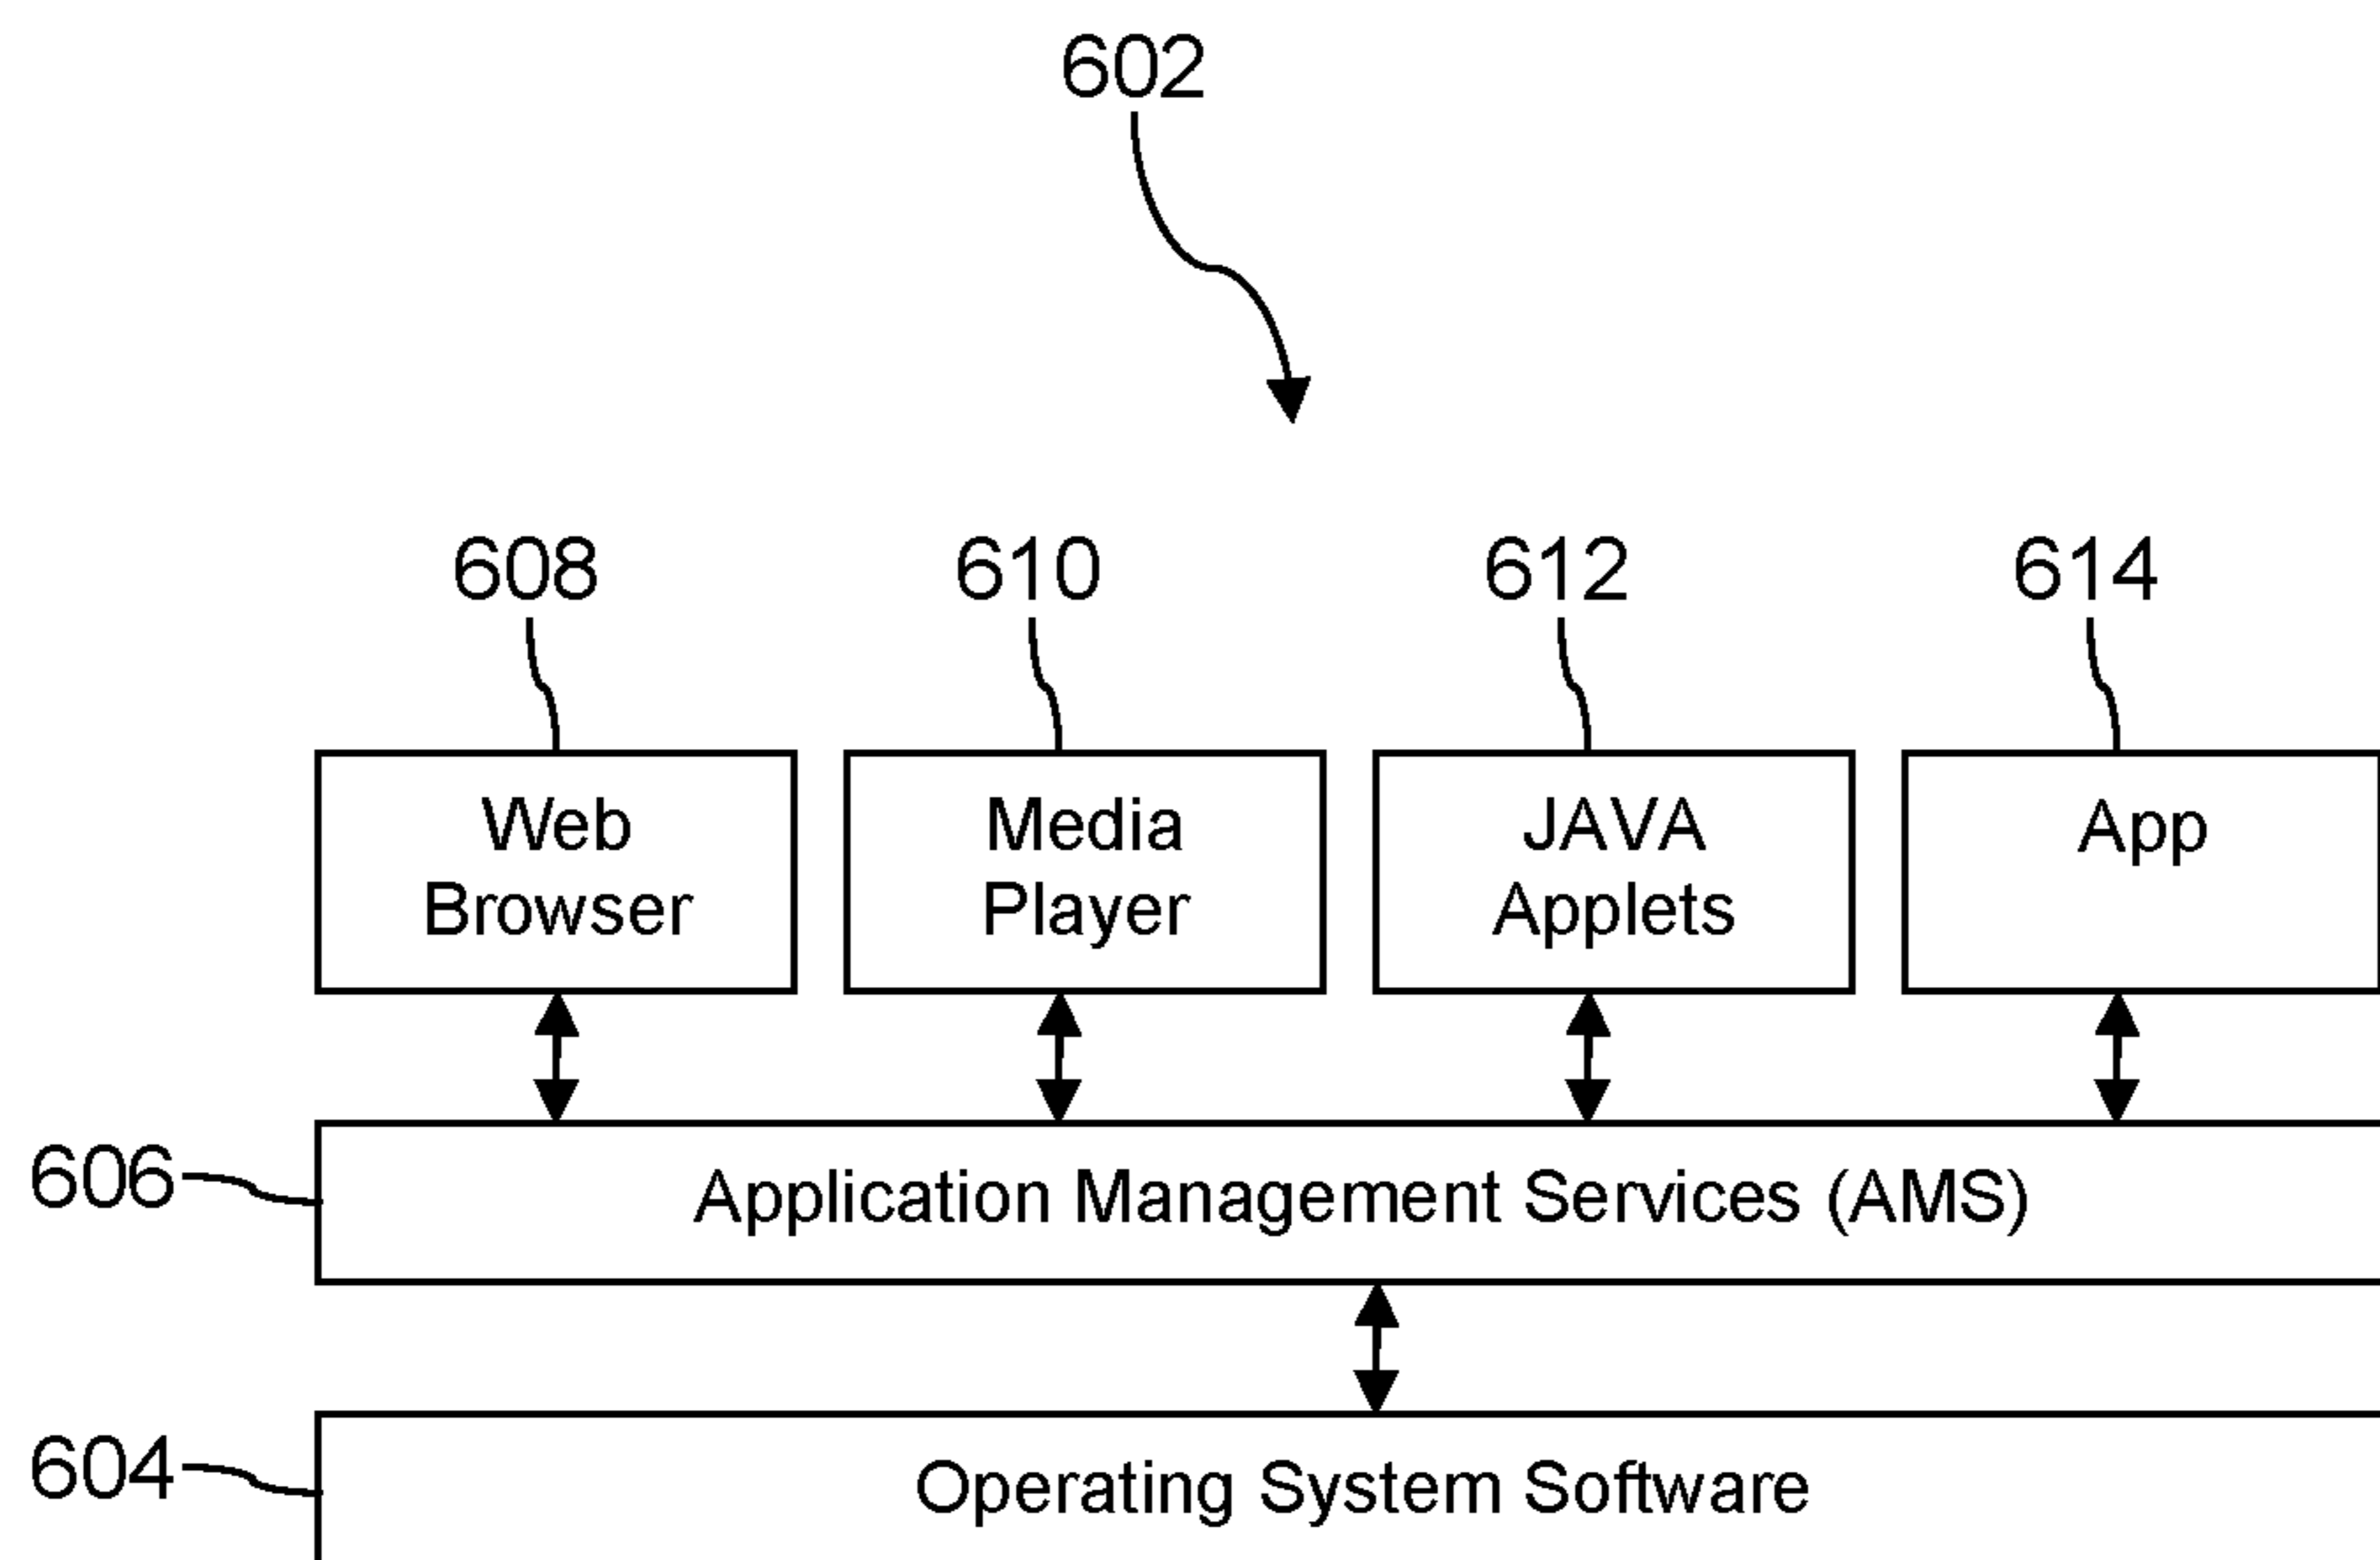 602
608
610
612
614
Web
Browser
Media
Player
JAVA
Applets
App
606
Application Management Services (AMS)
604
Operating System Software